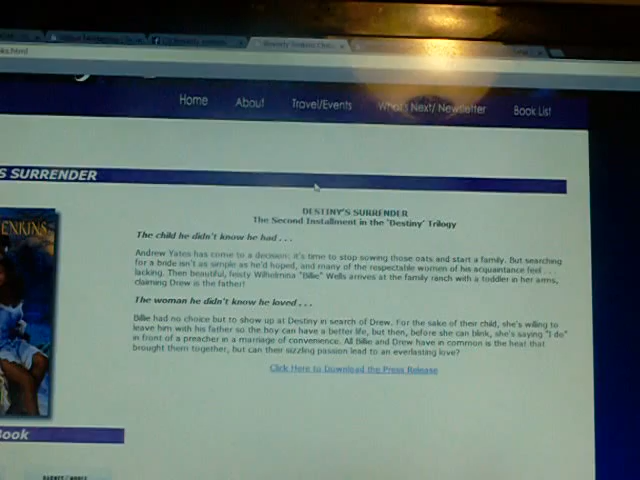 Home About Travel/Events What's Next/ Newsletter Book List
S SURRENDER
ENKINS
DESTINY'S SURRENDER
The Second Installment in the 'Destiny' Trilogy
The child he didn't know he had . . .
Andrew Yates has come to a decision: it's time to stop sowing those oats and start a family. But searching
for a bride isn't as simple as he'd hoped, and many of the respectable women of his acquaintance feel . . .
lacking. Then beautiful, feisty Wilhelmina "Billie" Wells arrives at the family ranch with a toddler in her arms,
claiming Drew is the father!
The woman he didn't know he loved . . .
Billie had no choice but to show up at Destiny in search of Drew. For the sake of their child, she's willing to
leave him with his father so the boy can have a better life, but then, before she can blink, she's saying "I do"
in front of a preacher in a marriage of convenience. All Billie and Drew have in common is the heat that
brought them together, but can their sizzling passion lead to an everlasting love?
Click Here to Download the Press Release
Book